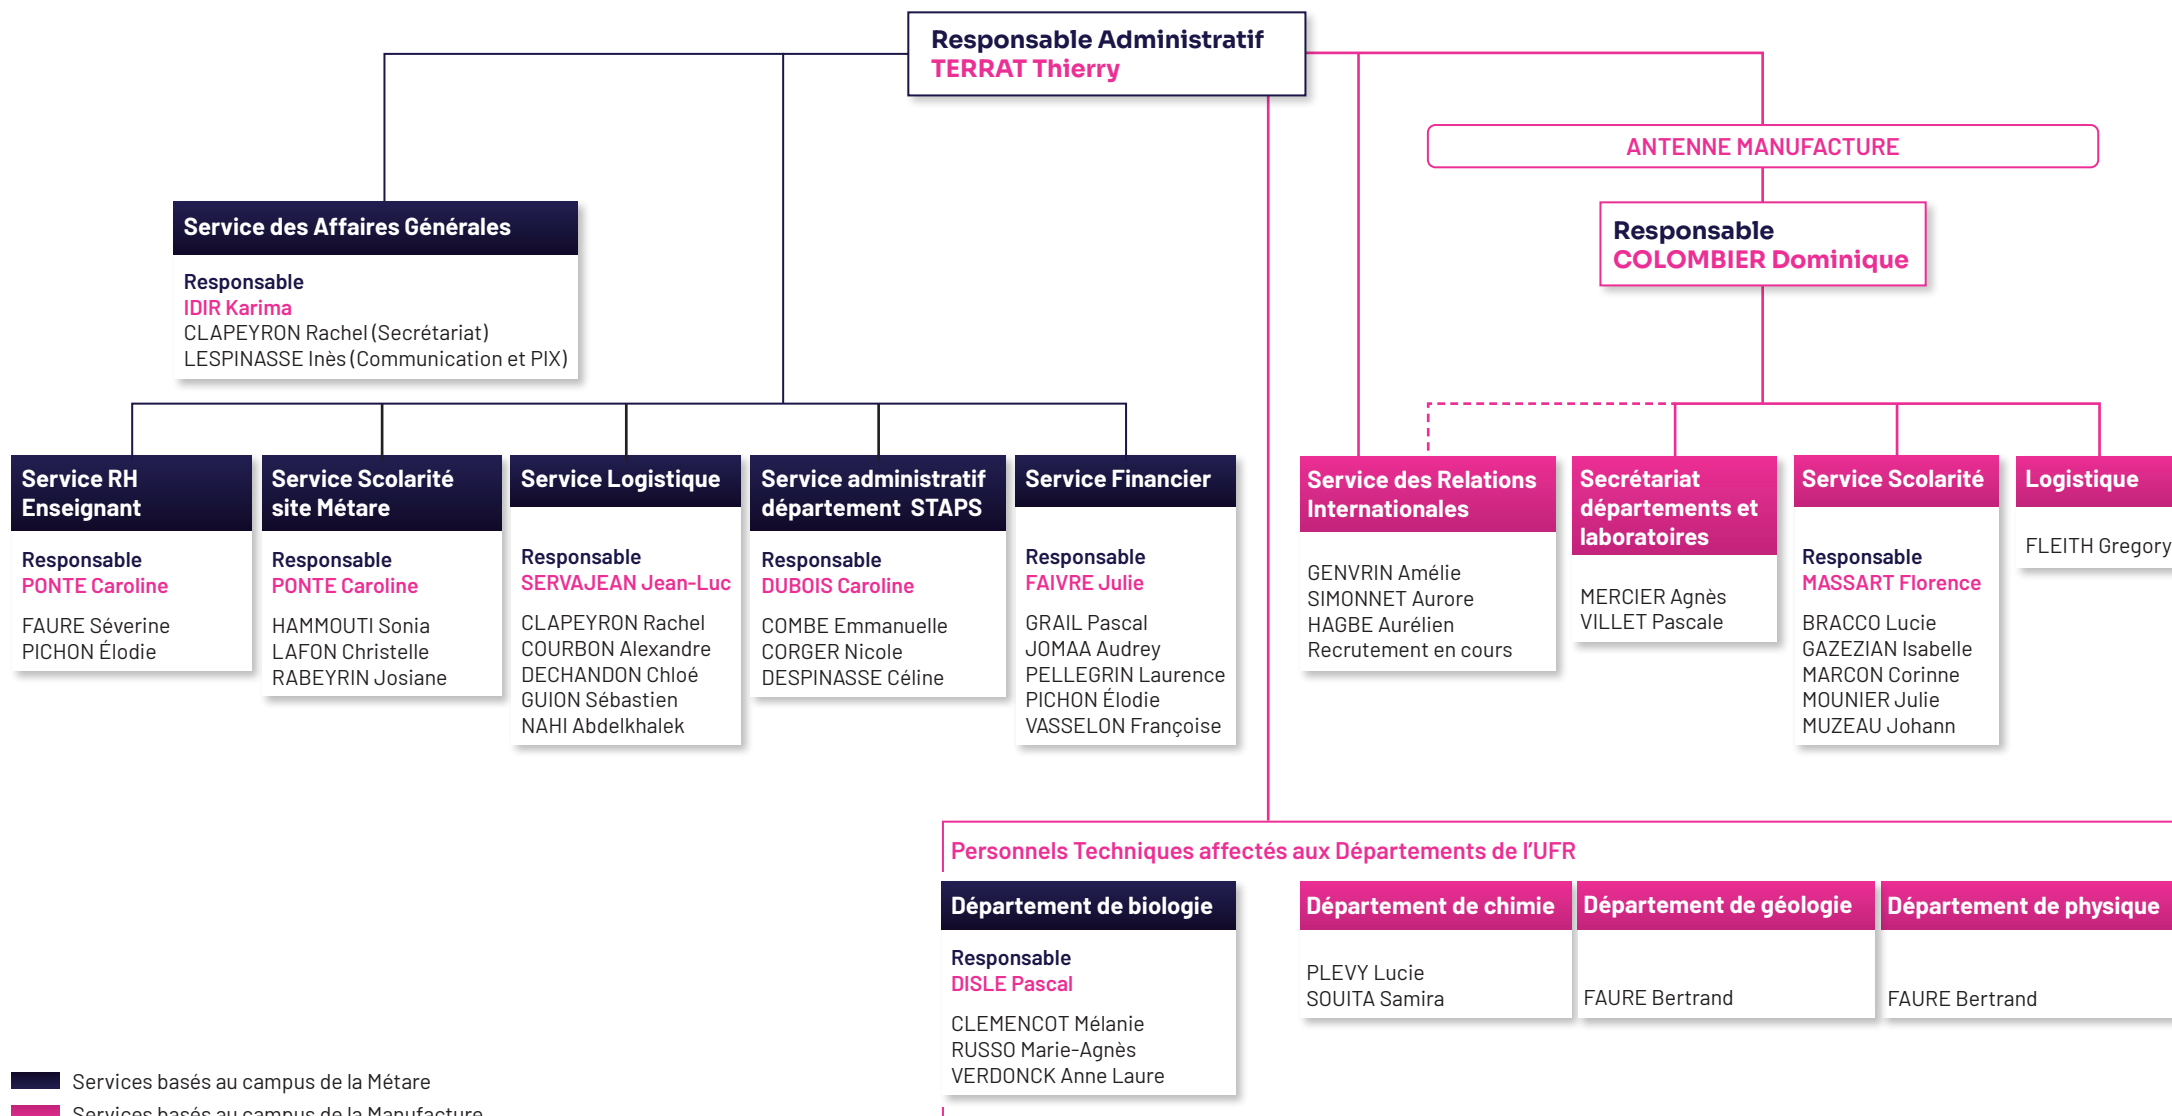 Responsable Administratif
TERRAT Thierry
ANTENNE MANUFACTURE
Responsable
COLOMBIER Dominique
Service des Affaires Générales
Responsable
IDIR Karima
CLAPEYRON Rachel (Secrétariat)
LESPINASSE Inès (Communication et PIX)
Service RH
Enseignant
Responsable
PONTE Caroline
FAURE Séverine
PICHON Élodie
Service Scolarité
site Métare
Responsable
PONTE Caroline
HAMMOUTI Sonia
LAFON Christelle
RABEYRIN Josiane
Service Logistique
Responsable
SERVAJEAN Jean-Luc
CLAPEYRON Rachel
COURBON Alexandre
DECHANDON Chloé
GUION Sébastien
NAHI Abdelkhalek
Service administratif
département STAPS
Responsable
DUBOIS Caroline
COMBE Emmanuelle
CORGER Nicole
DESPINASSE Céline
Service Financier
Responsable
FAIVRE Julie
GRAIL Pascal
JOMAA Audrey
PELLEGRIN Laurence
PICHON Élodie
VASSELON Françoise
Service des Relations
Internationales
GENVRIN Amélie
SIMONNET Aurore
HAGBE Aurélien
Recrutement en cours
Secrétariat
départements et
laboratoires
MERCIER Agnès
VILLET Pascale
Service Scolarité
Responsable
MASSART Florence
BRACCO Lucie
GAZEZIAN Isabelle
MARCON Corinne
MOUNIER Julie
MUZEAU Johann
Logistique
FLEITH Gregory
Personnels Techniques affectés aux Départements de l'UFR
Département de biologie
Responsable
DISLE Pascal
CLEMENCOT Mélanie
RUSSO Marie-Agnès
VERDONCK Anne Laure
Département de chimie
PLEVY Lucie
SOUITA Samira
Département de géologie
FAURE Bertrand
Département de physique
FAURE Bertrand
Services basés au campus de la Métare
Services basés au campus de la Manufacture